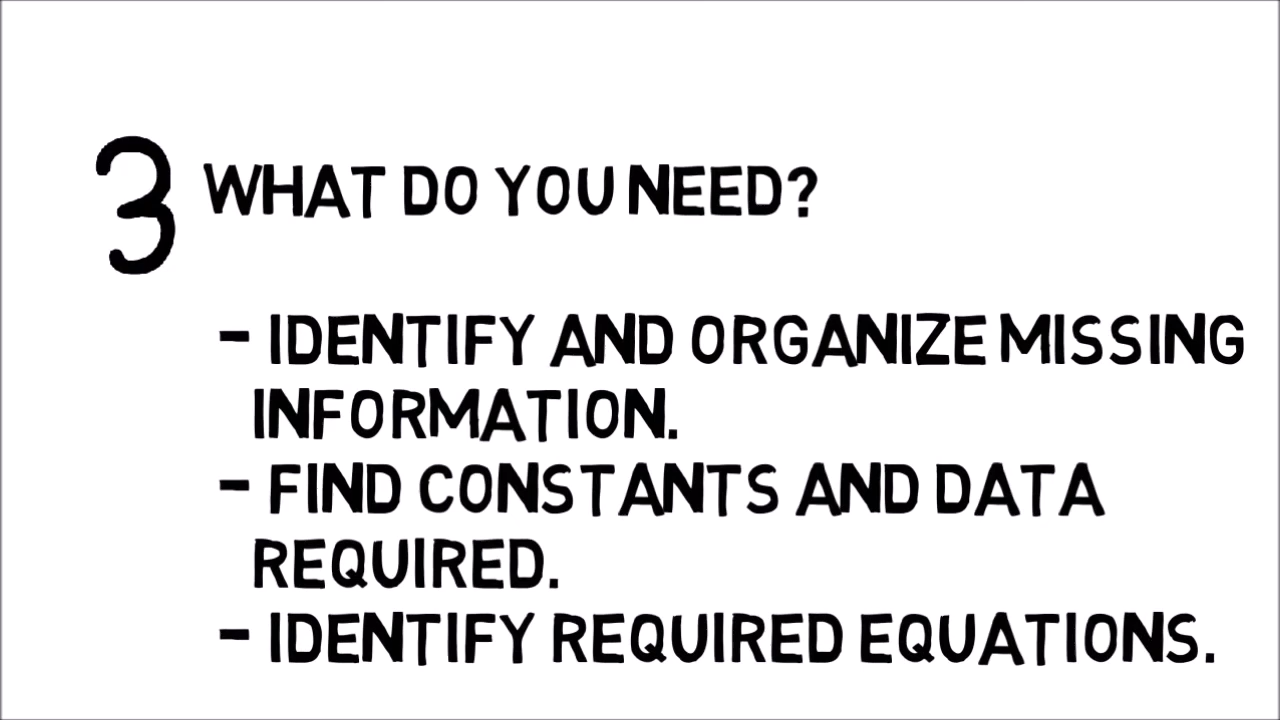 3 WHAT DO YOU NEED?
- IDENTIFY AND ORGANIZE MISSING
INFORMATION.
- FIND CONSTANTS AND DATA
REQUIRED.
- IDENTIFY REQUIRED EQUATIONS.